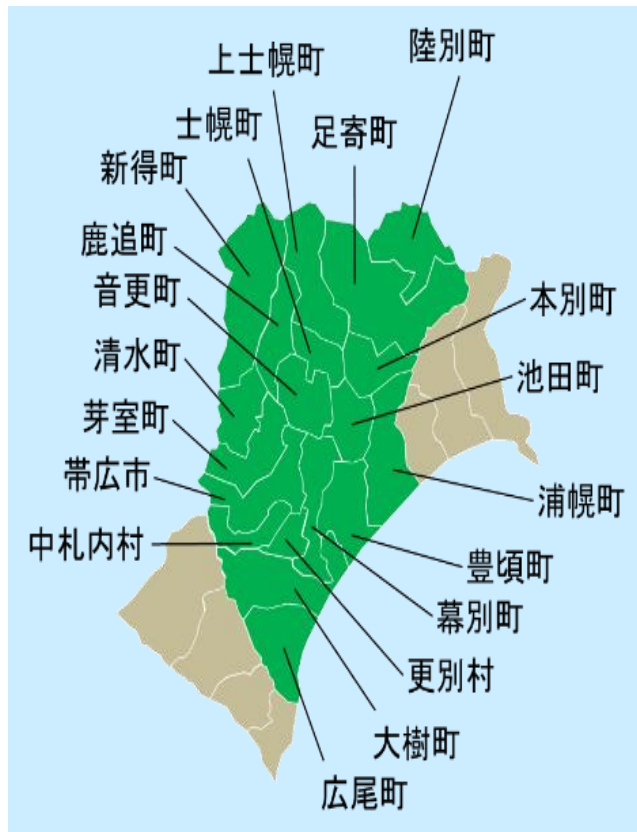 陸別町
上士幌町
士幌町
足寄町
新得町
鹿追町
音更町
本別町
清水町
池田町
芽室町
帯広市
浦幌町
中札内村
豊頃町
幕別町
更別村
大樹町
広尾町